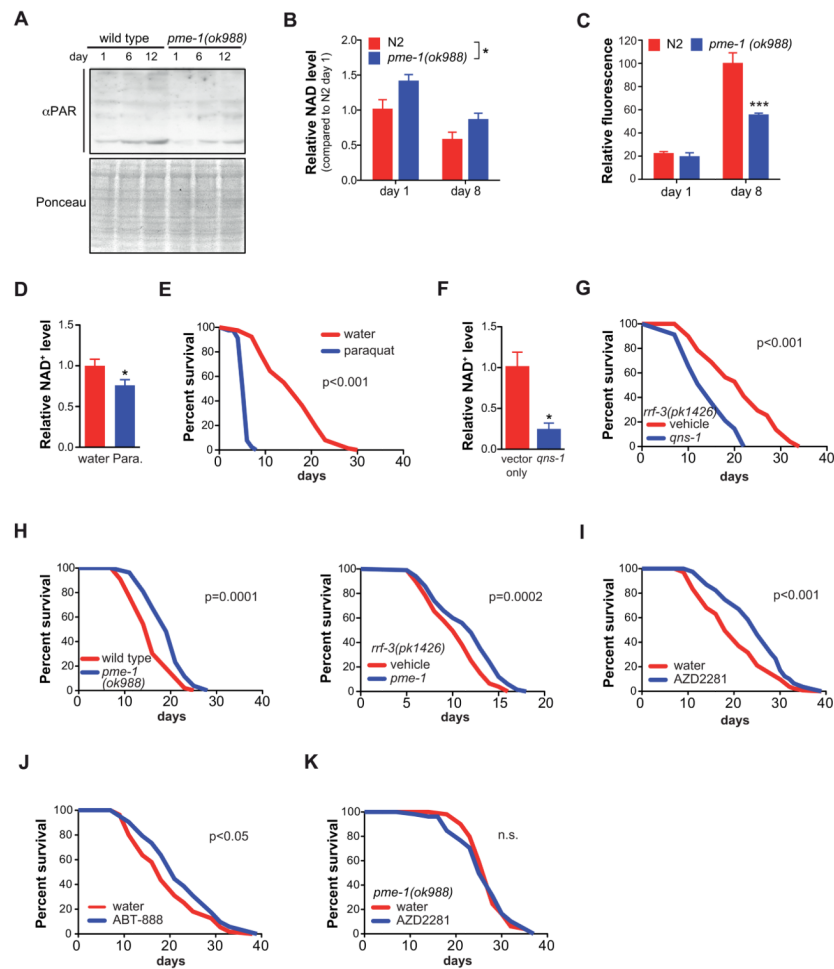 A
wild type pme-1(ok988)
day 1 6 12 1 6 12
αPAR
Ponceau
B
N2
pme-1(ok988)
*
Relative NAD level
(compared to N2 day 1)
2.0
1.5
1.0
0.5
0.0
day 1 day 8
C
N2 pme-1 (ok988)
Relative fluorescence
120
100
80
60
40
20
0
***
day 1 day 8
D
Relative NAD+ level
1.5
1.0
0.5
0.0
*
water Para.
E
Percent survival
100
80
60
40
20
0
water
paraquat
p<0.001
0 10 20 30 40
days
F
Relative NAD+ level
1.5
1.0
0.5
0.0
*
vector only qns-1
G
Percent survival
100
80
60
40
20
0
p<0.001
rrf-3(pk1426)
vehicle
qns-1
0 10 20 30 40
days
H
Percent survival
100
80
60
40
20
0
p=0.0001
wild type
pme-1
(ok988)
0 10 20 30 40
days
Percent survival
100
80
60
40
20
0
p=0.0002
rrf-3(pk1426)
vehicle
pme-1
0 5 10 15 20
days
I
Percent survival
100
80
60
40
20
0
p<0.001
water
AZD2281
0 10 20 30 40
days
J
Percent survival
100
80
60
40
20
0
p<0.05
water
ABT-888
0 10 20 30 40
days
K
Percent survival
100
80
60
40
20
0
n.s.
pme-1(ok988)
water
AZD2281
0 10 20 30 40
days